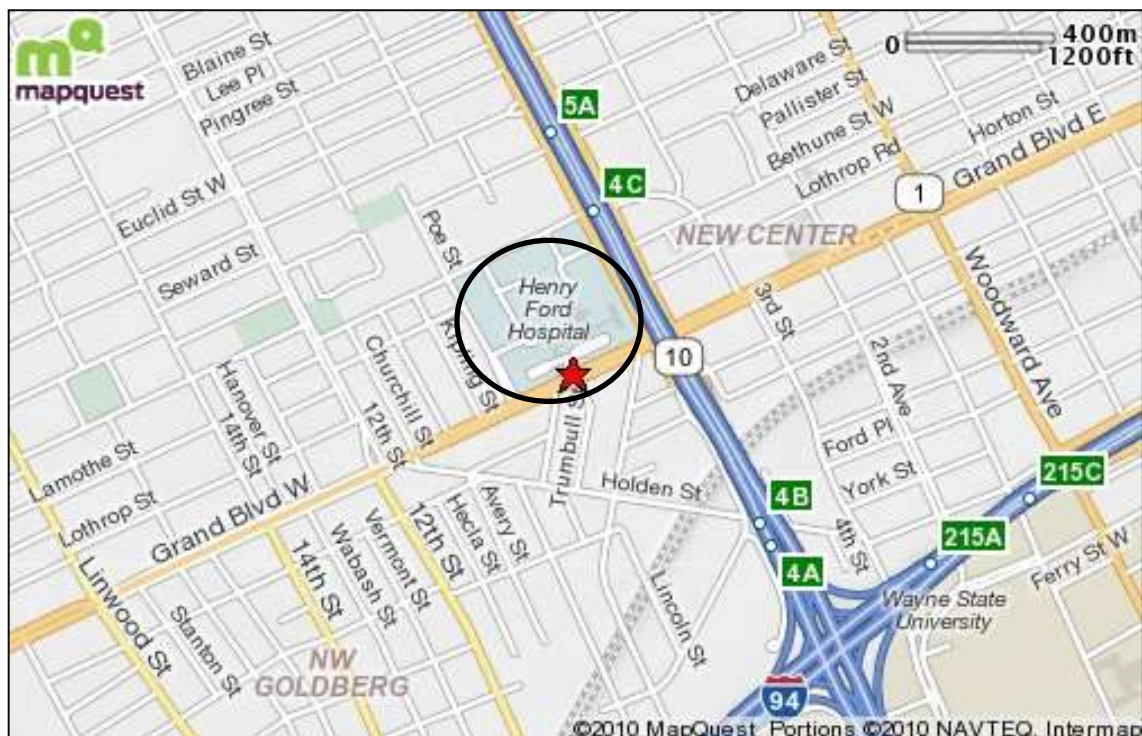 mapquest
0 400m
1200ft
Blaine St
Lee Pl
Pingree St
Delaware St
Pallister St
Bethune St W
Horton St
Lothrop Rd
Grand Blvd E
5A
4C
1
Euclid St W
Poe St
NEW CENTER
Seward St
Henry
Ford
Hospital
3rd St
Woodward Ave
Kipling St
10
2nd Ave
Hanover St
Churchill St
14th St
12th St
Trumbull S
Ford Pl
Lamothe St
Holden St
York St
215C
Lothrop St
Grand Blvd W
Avery St
Hecla St
12th St
4B
4th St
215A
Vermont St
Wabash St
14th St
4A
Ferry St W
Linwood St
Stanton St
Lincoln St
Wayne State
University
NW
GOLDBERG
94
©2010 MapQuest Portions ©2010 NAVTEQ, Intermap